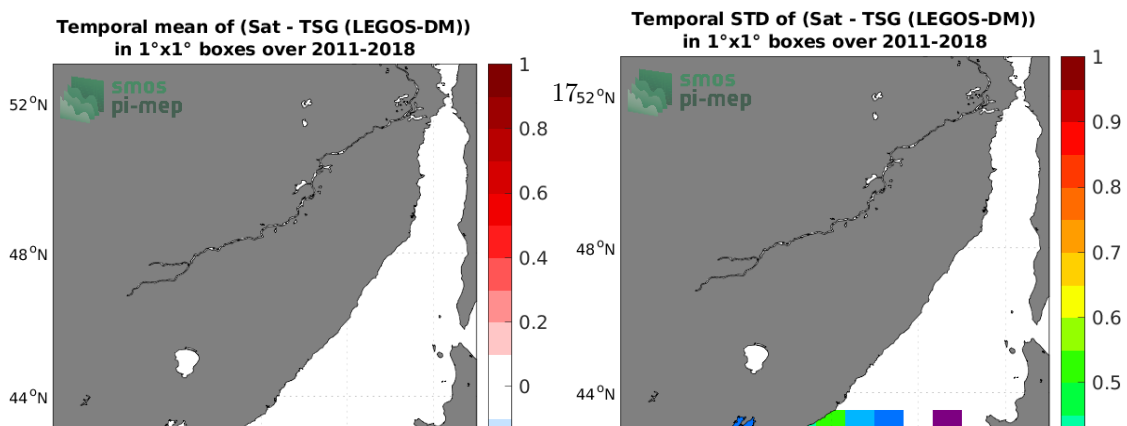 Temporal mean of (Sat - TSG (LEGOS-DM))
in 1°x1° boxes over 2011-2018
smos
pi-mep
52°N
48°N
44°N
1
0.8
0.6
0.4
0.2
0
17
Temporal STD of (Sat - TSG (LEGOS-DM))
in 1°x1° boxes over 2011-2018
smos
pi-mep
52°N
48°N
44°N
1
0.9
0.8
0.7
0.6
0.5